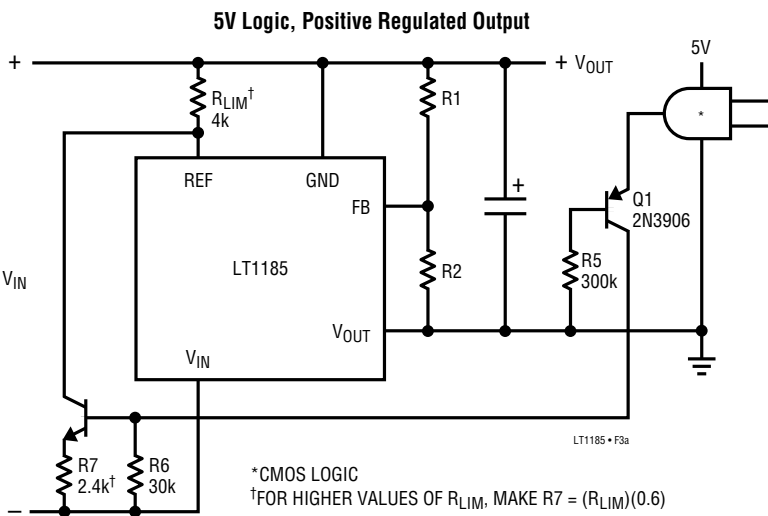 5V Logic, Positive Regulated Output
+
+ VOUT
5V
RLIM†
4k
R1
*
REF
GND
FB
+
Q1
2N3906
VIN
LT1185
R2
R5
300k
VOUT
VIN
LT1185 • F3a
R7
2.4k†
R6
30k
*CMOS LOGIC
†FOR HIGHER VALUES OF RLIM, MAKE R7 = (RLIM)(0.6)
–